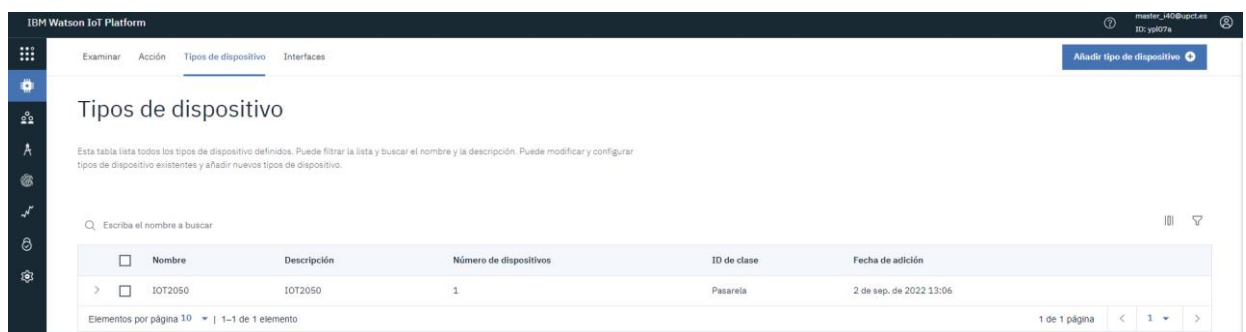 IBM Watson IoT Platform
master_i40@upct.es
ID: ypl07a
Examinar Acción Tipos de dispositivo Interfaces
Añadir tipo de dispositivo
Tipos de dispositivo
Esta tabla lista todos los tipos de dispositivo definidos. Puede filtrar la lista y buscar el nombre y la descripción. Puede modificar y configurar
tipos de dispositivo existentes y añadir nuevos tipos de dispositivo.
Escriba el nombre a buscar
Nombre Descripción Número de dispositivos ID de clase Fecha de adición
IOT2050 IOT2050 1 Pasarela 2 de sep. de 2022 13:06
Elementos por página 10 | 1–1 de 1 elemento 1 de 1 página < 1 >